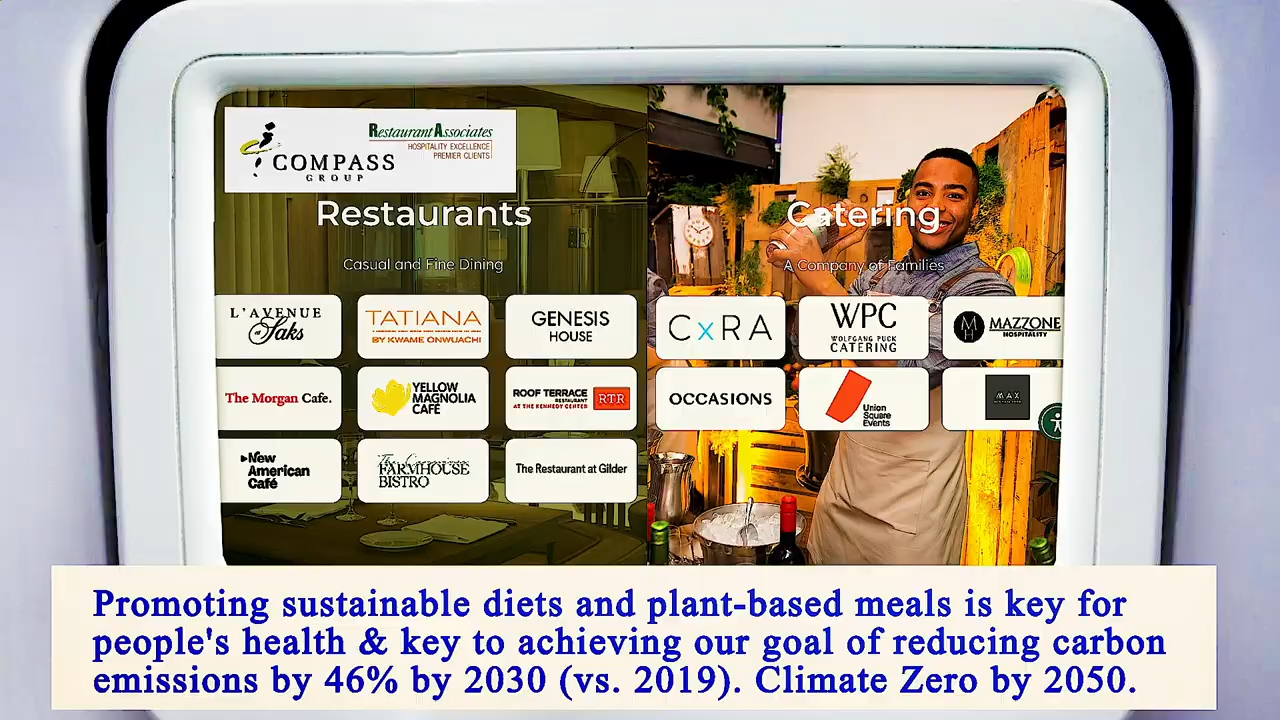 COMPASS
GROUP
Restaurant Associates
HOSPITALITY EXCELLENCE
PREMIER CLIENTS
Restaurants
Casual and Fine Dining
L'AVENUE
at Saks
TATIANA
BY KWAME ONWUACHI
GENESIS
HOUSE
The Morgan Cafe.
YELLOW
MAGNOLIA
CAFÉ
ROOF TERRACE
RESTAURANT
AT THE KENNEDY CENTER
RTR
New
American
Café
The
FARMHOUSE
BISTRO
The Restaurant at Gilder
Catering
A Company of Families
CxRA
WPC
WOLFGANG PUCK
CATERING
MH
MAZZONE
HOSPITALITY
OCCASIONS
Union
Square
Events
MAX
Promoting sustainable diets and plant-based meals is key for
people's health & key to achieving our goal of reducing carbon
emissions by 46% by 2030 (vs. 2019). Climate Zero by 2050.